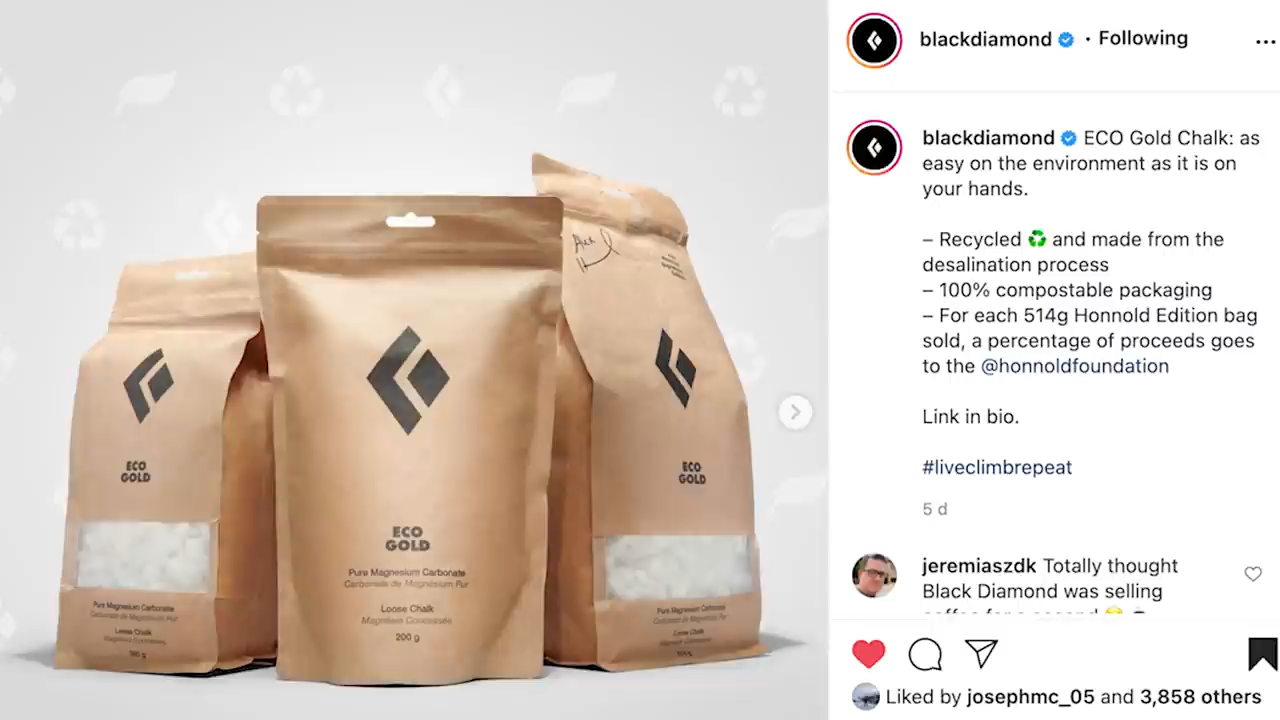 blackdiamond • Following
blackdiamond ECO Gold Chalk: as
easy on the environment as it is on
your hands.
– Recycled ♻ and made from the
desalination process
– 100% compostable packaging
– For each 514g Honnold Edition bag
sold, a percentage of proceeds goes
to the @honnoldfoundation
Link in bio.
#liveclimbrepeat
5 d
jeremiaszdk Totally thought
Black Diamond was selling
Liked by josephmc_05 and 3,858 others
ECO
GOLD
Pure Magnesium Carbonate
Carbonate de Magnésium Pur
Loose Chalk
ECO
GOLD
Pure Magnesium Carbonate
Carbonate de Magnésium Pur
Loose Chalk
Magnésium Concassée
200 g
ECO
GOLD
Pure Magnesium Carbonate
Loose Chalk